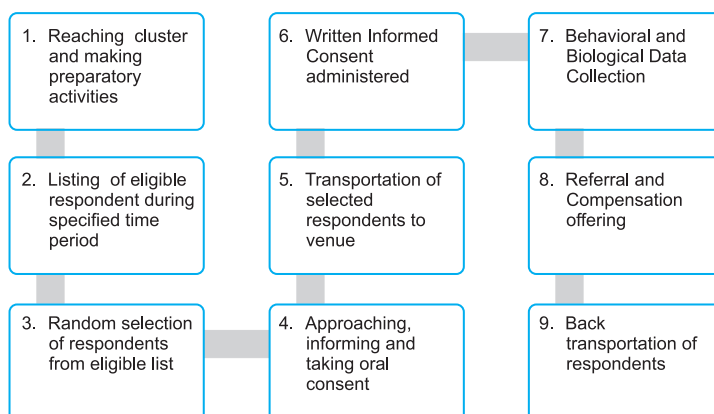 1. Reaching cluster
and making
preparatory
activities
2. Listing of eligible
respondent during
specified time
period
3. Random selection
of respondents
from eligible list
4. Approaching,
informing and
taking oral
consent
5. Transportation of
selected
respondents to
venue
6. Written Informed
Consent
administered
7. Behavioral and
Biological Data
Collection
8. Referral and
Compensation
offering
9. Back
transportation of
respondents